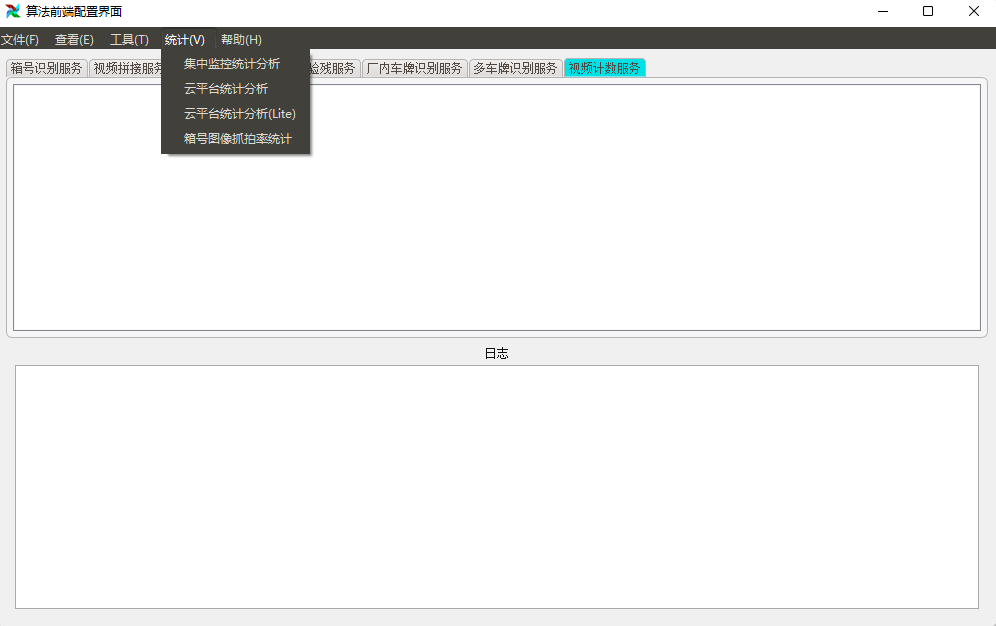 算法前端配置界面
文件(F) 查看(E) 工具(T) 统计(V) 帮助(H)
集中监控统计分析
云平台统计分析
云平台统计分析(Lite)
箱号图像抓拍率统计
箱号识别服务 视频拼接服务 验残服务 厂内车牌识别服务 多车牌识别服务 视频计数服务
日志